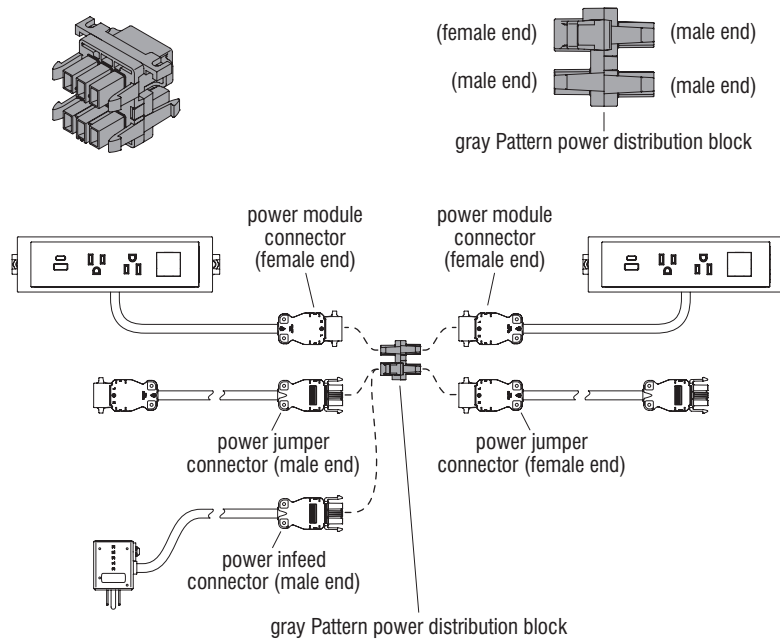 (female end)
(male end)
(male end)
(male end)
gray Pattern power distribution block
power module
connector
(female end)
power module
connector
(female end)
power jumper
connector (male end)
power jumper
connector (female end)
power infeed
connector (male end)
gray Pattern power distribution block